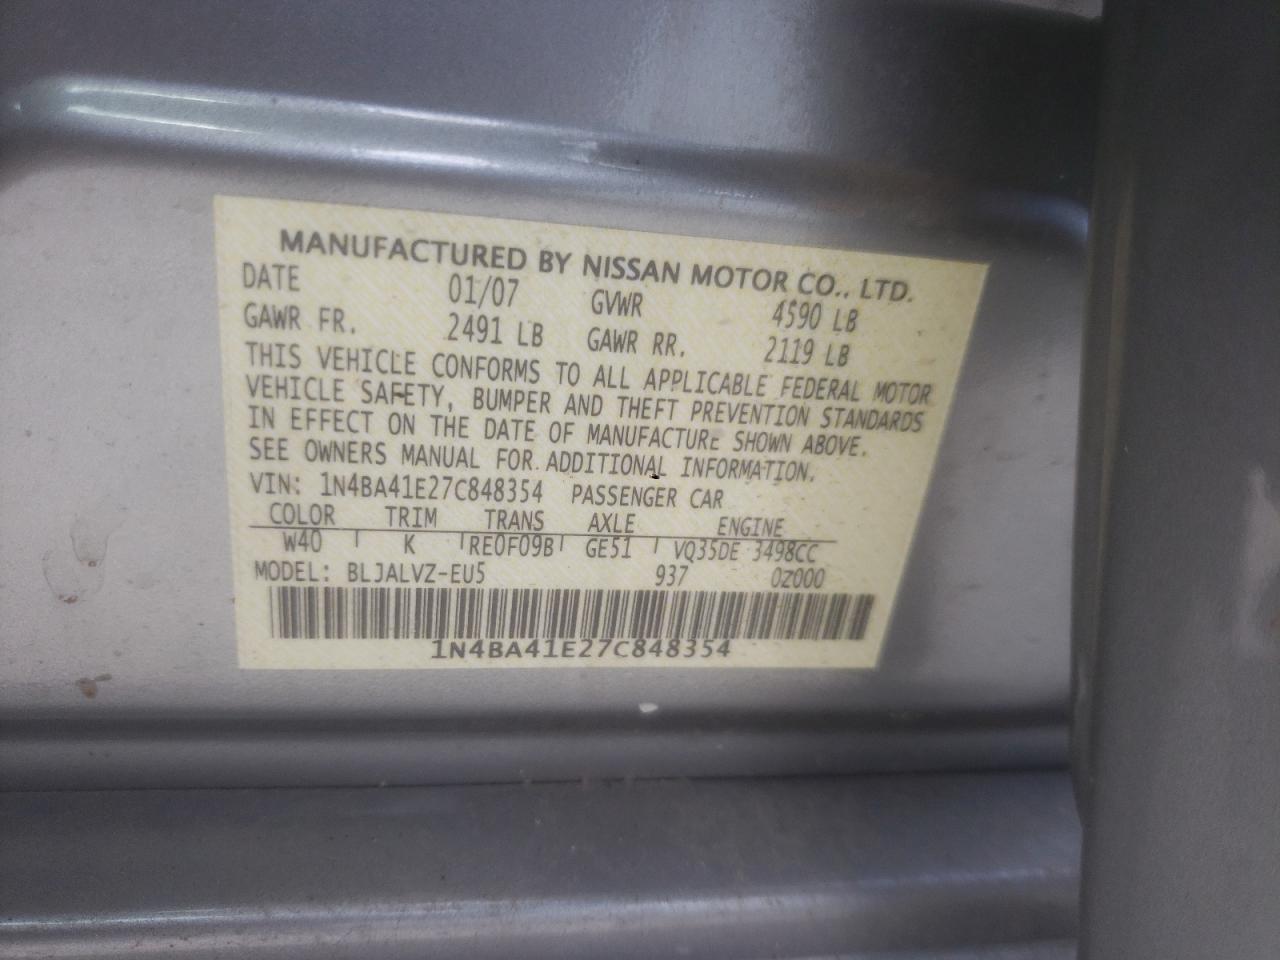 MANUFACTURED BY NISSAN MOTOR CO., LTD.
DATE 01/07 GVWR 4590 LB
GAWR FR. 2491 LB GAWR RR. 2119 LB
THIS VEHICLE CONFORMS TO ALL APPLICABLE FEDERAL MOTOR
VEHICLE SAFETY, BUMPER AND THEFT PREVENTION STANDARDS
IN EFFECT ON THE DATE OF MANUFACTURE SHOWN ABOVE.
SEE OWNERS MANUAL FOR ADDITIONAL INFORMATION.
VIN: 1N4BA41E27C848354 PASSENGER CAR
COLOR TRIM TRANS AXLE ENGINE
W40 K RE0F09B GE51 VQ35DE 3498CC
MODEL: BLJALVZ-EU5 937 0Z000
1N4BA41E27C848354